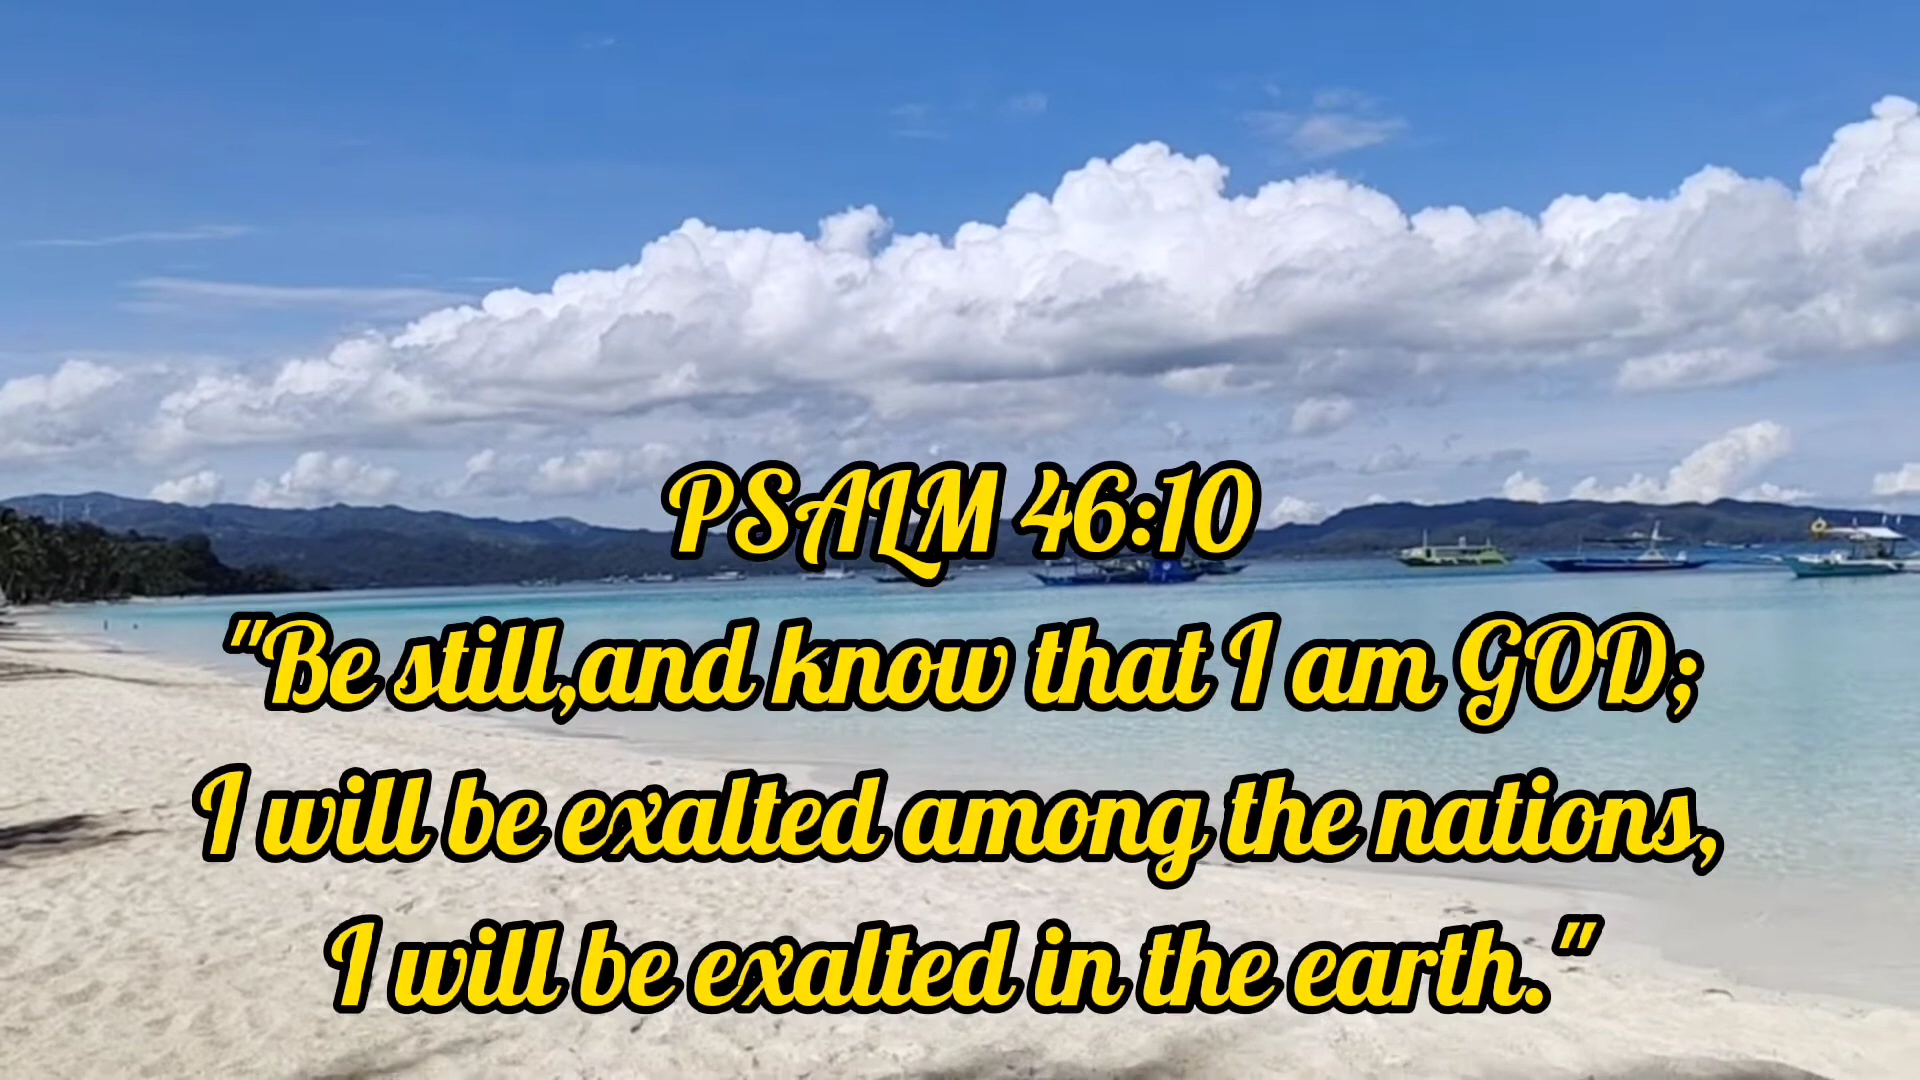 PSALM 46:10
"Be still,and know that I am GOD;
I will be exalted among the nations,
I will be exalted in the earth."